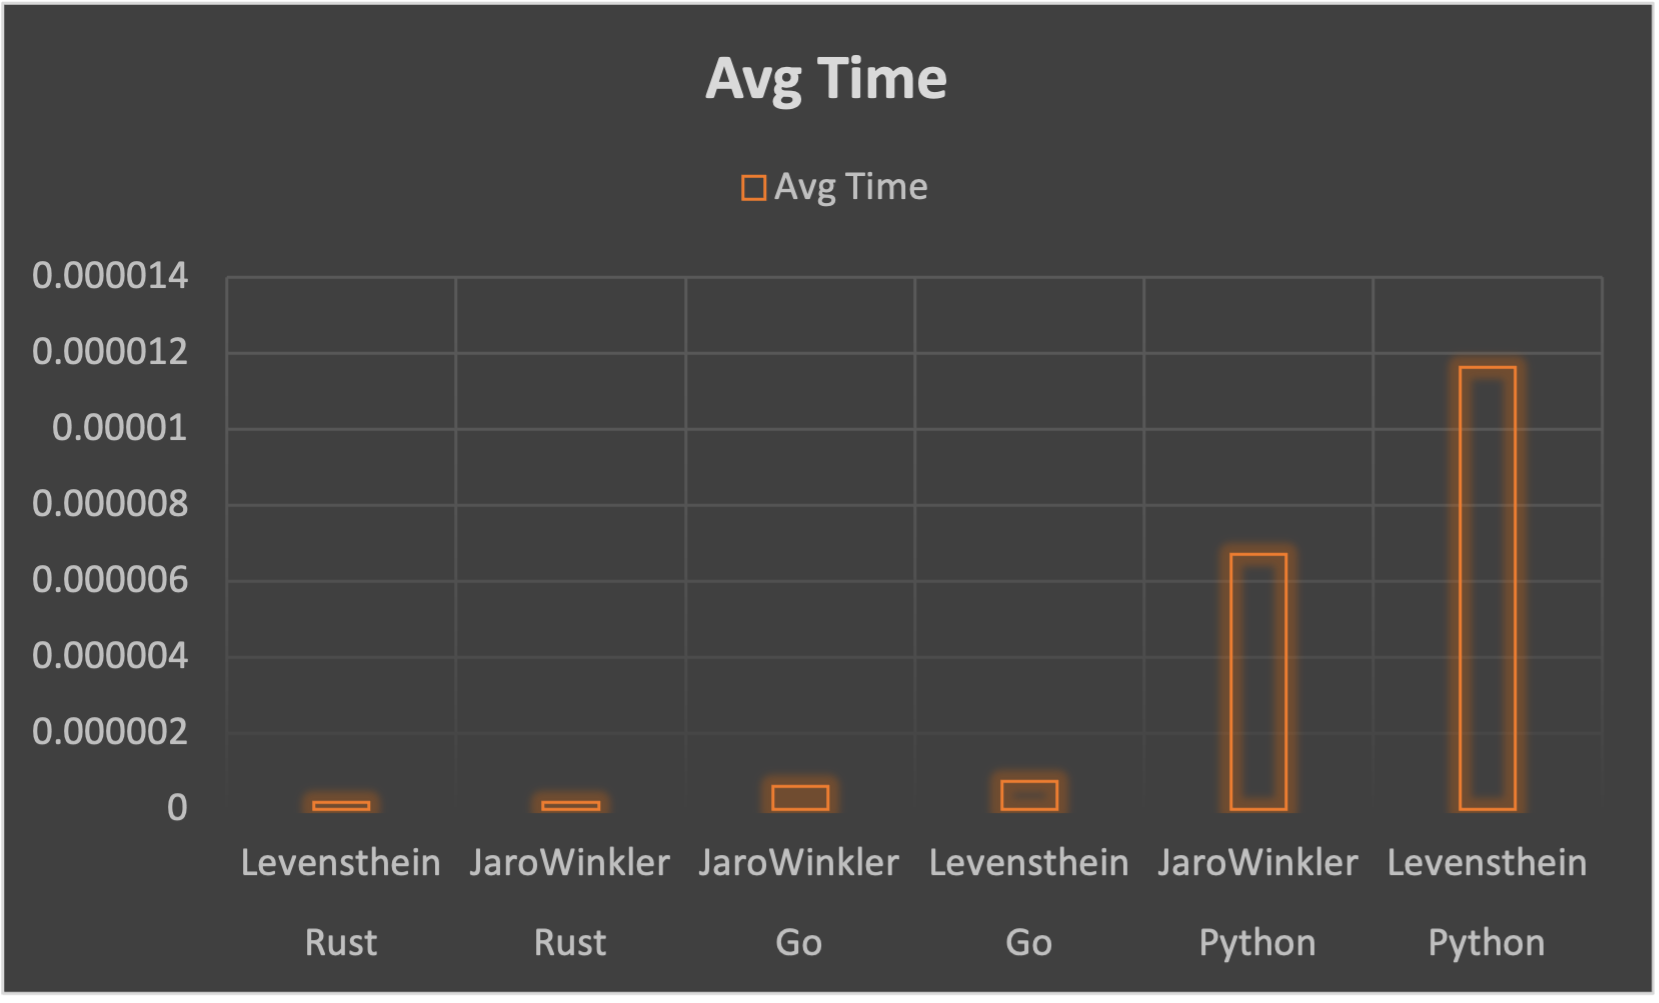 Avg Time
Avg Time
0.000014
0.000012
0.00001
0.000008
0.000006
0.000004
0.000002
0
Levensthein JaroWinkler JaroWinkler Levensthein JaroWinkler Levensthein
Rust Rust Go Go Python Python